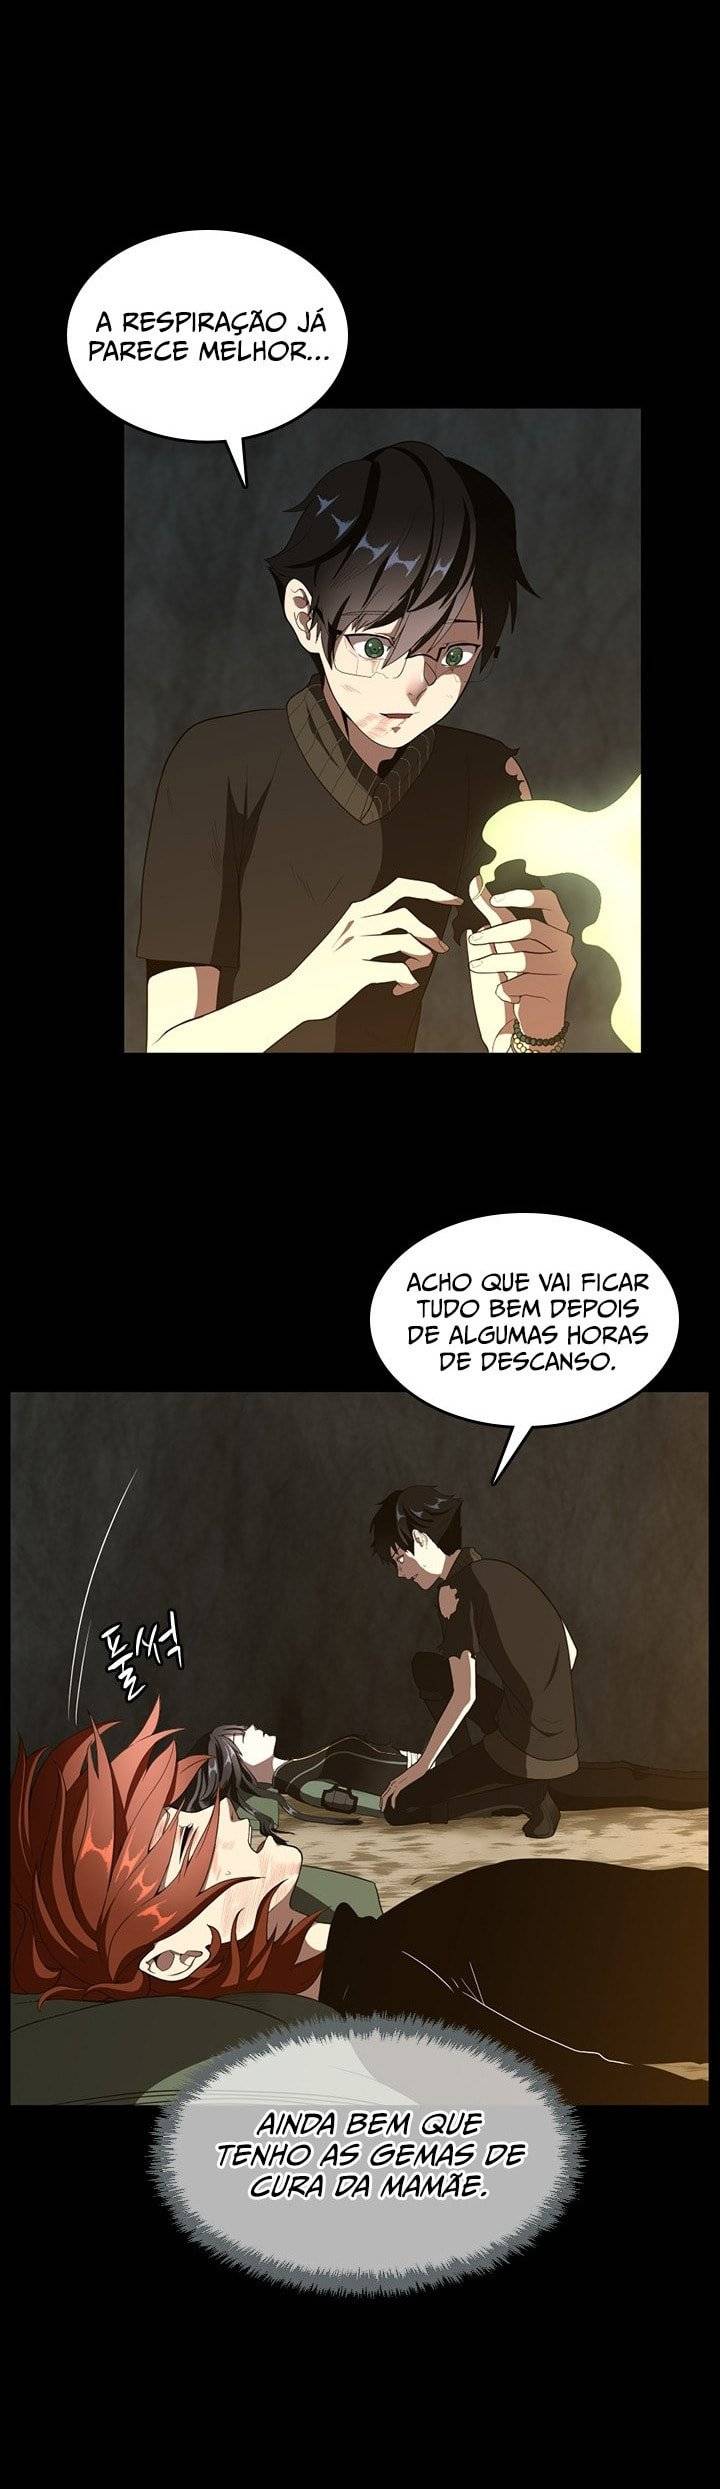 A RESPIRAÇÃO JÁ
PARECE MELHOR...
ACHO QUE VAI FICAR
TUDO BEM DEPOIS
DE ALGUMAS HORAS
DE DESCANSO.
풀썩
AINDA BEM QUE
TENHO AS GEMAS DE
CURA DA MAMÃE.